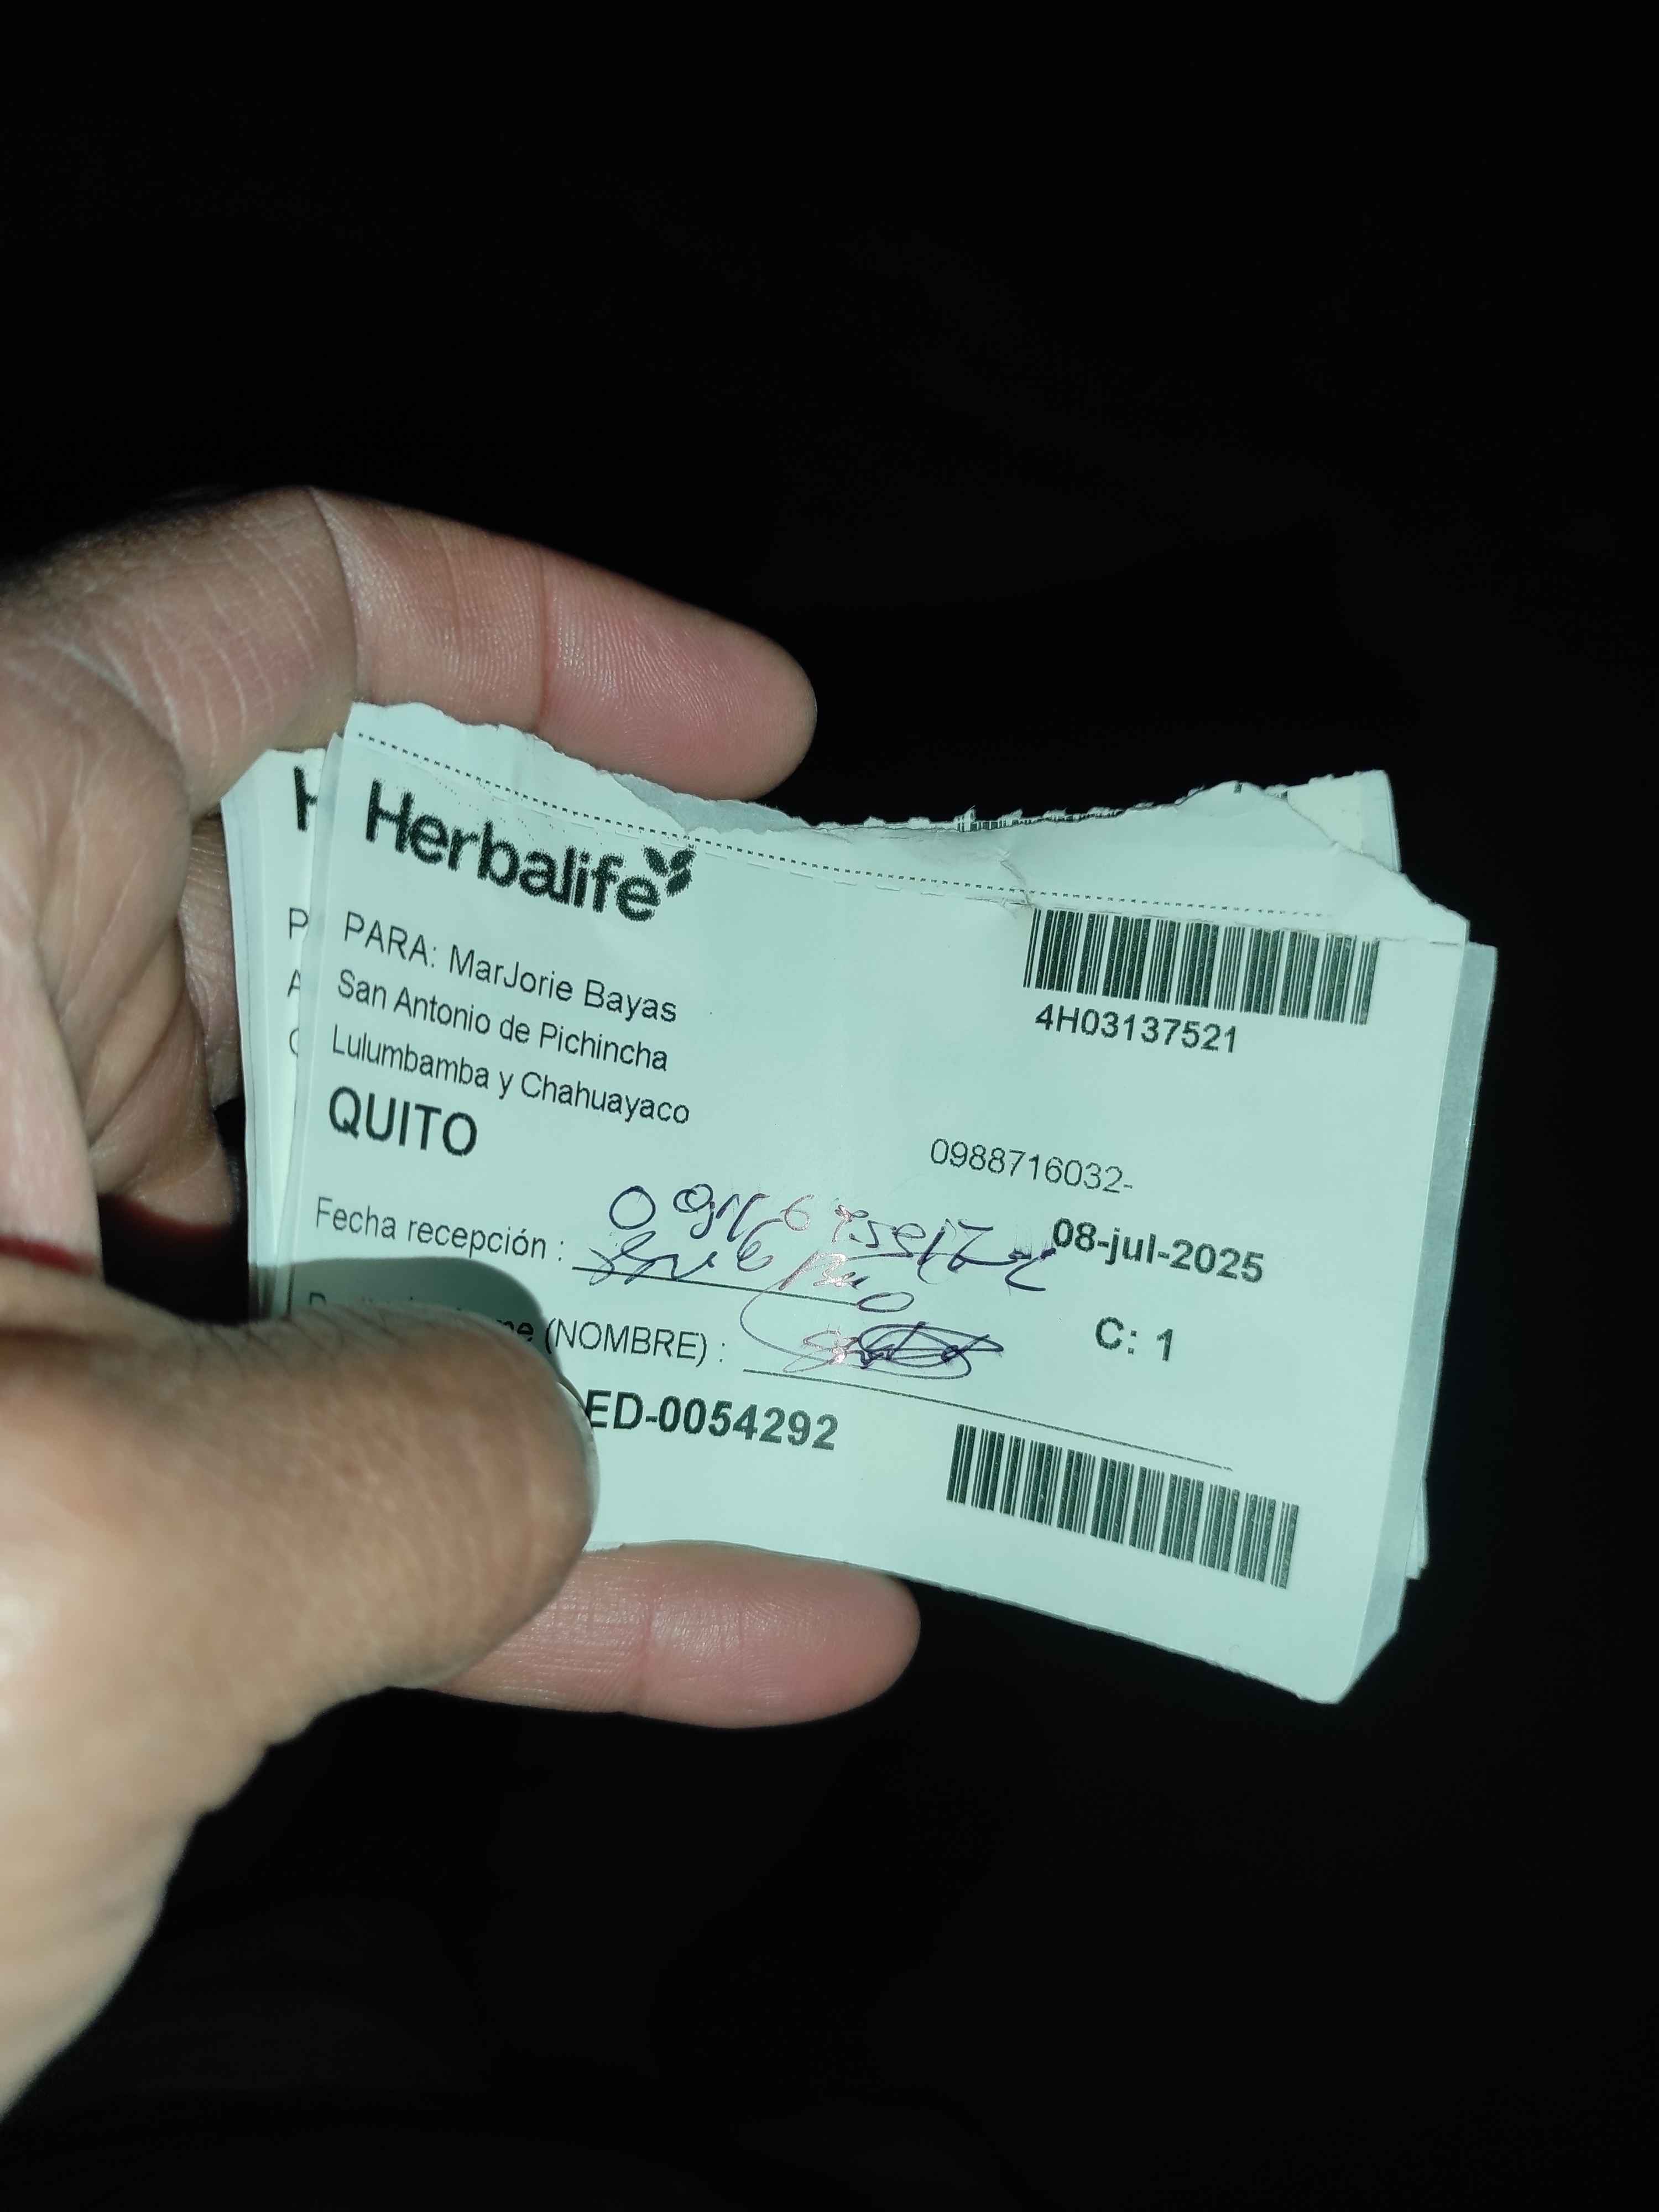 Herbalife
PARA: MarJorie Bayas
San Antonio de Pichincha
Lulumbamba y Chahuayaco
QUITO
4H03137521
0988716032-
08-jul-2025
Fecha recepción :
(NOMBRE) :
C: 1
ED-0054292
H
P
A